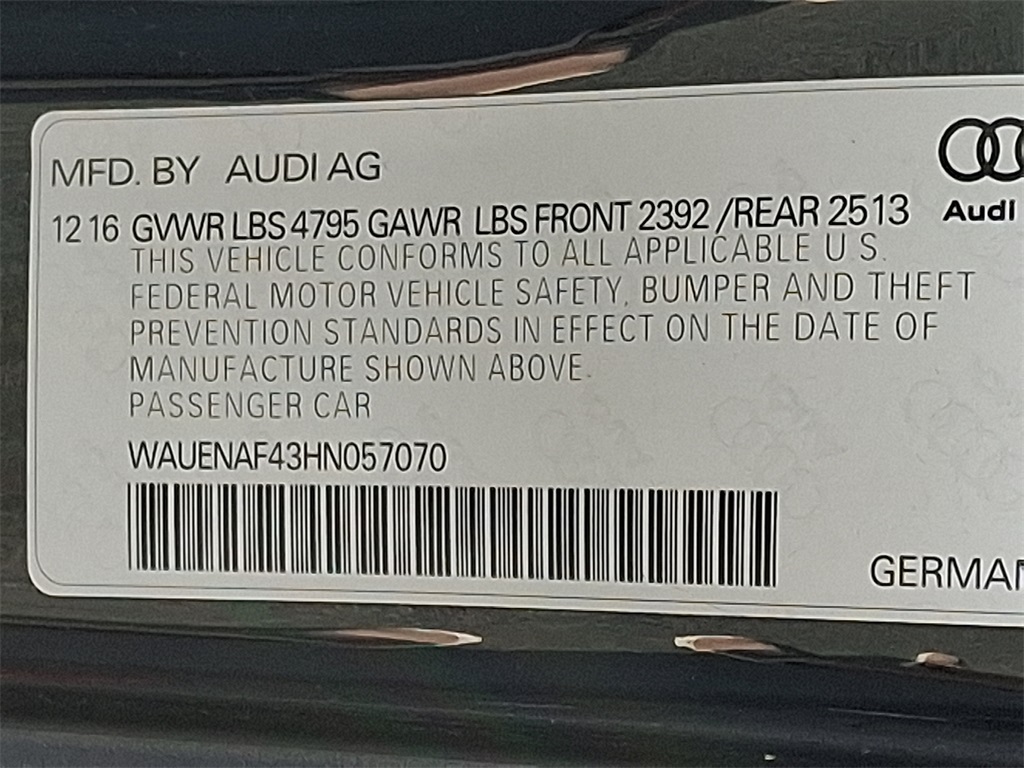 MFD. BY AUDI AG
Audi
12 16 GVWR LBS 4795 GAWR LBS FRONT 2392 /REAR 2513
THIS VEHICLE CONFORMS TO ALL APPLICABLE U S.
FEDERAL MOTOR VEHICLE SAFETY, BUMPER AND THEFT
PREVENTION STANDARDS IN EFFECT ON THE DATE OF
MANUFACTURE SHOWN ABOVE.
PASSENGER CAR
WAUENAF43HN057070
GERMAN